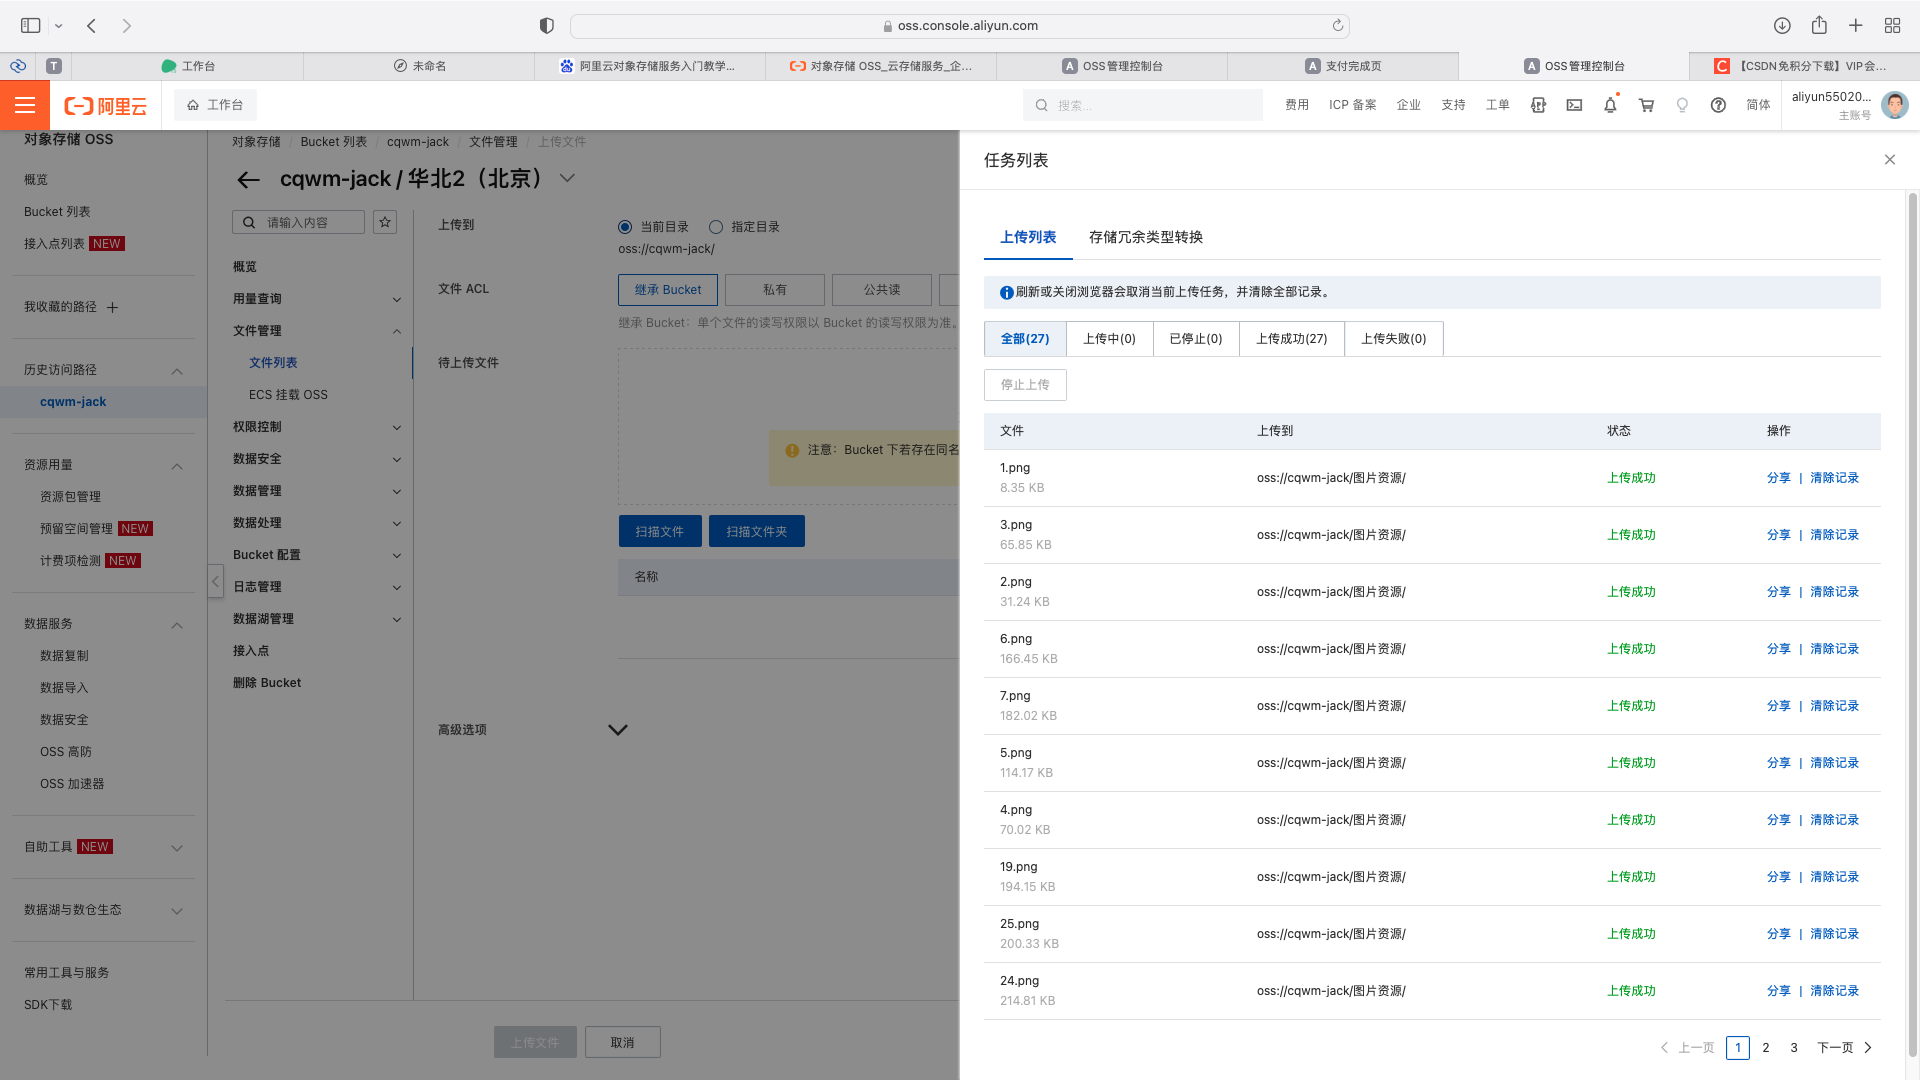 oss.console.aliyun.com
T
工作台
未命名
阿里云对象存储服务入门教学...
对象存储 OSS_云存储服务_企...
A OSS管理控制台
A 支付完成页
A OSS管理控制台
C 【CSDN免积分下载】VIP会...
阿里云
工作台
搜索...
费用
ICP 备案
企业
支持
工单
简体
aliyun55020...
主账号
对象存储 OSS
概览
Bucket 列表
接入点列表 NEW
我收藏的路径
历史访问路径
cqwm-jack
资源用量
资源包管理
预留空间管理 NEW
计费项检测 NEW
数据服务
数据复制
数据导入
数据安全
OSS 高防
OSS 加速器
自助工具 NEW
数据湖与数仓生态
常用工具与服务
SDK下载
对象存储 / Bucket 列表 / cqwm-jack / 文件管理 / 上传文件
cqwm-jack / 华北2（北京）
请输入内容
概览
用量查询
文件管理
文件列表
ECS 挂载 OSS
权限控制
数据安全
数据管理
数据处理
Bucket 配置
日志管理
数据湖管理
接入点
删除 Bucket
上传到
当前目录
指定目录
oss://cqwm-jack/
文件 ACL
继承 Bucket
私有
公共读
继承 Bucket：单个文件的读写权限以 Bucket 的读写权限为准。
待上传文件
注意：Bucket 下若存在同名
扫描文件
扫描文件夹
名称
高级选项
上传文件
取消
任务列表
上传列表
存储冗余类型转换
刷新或关闭浏览器会取消当前上传任务，并清除全部记录。
全部(27)
上传中(0)
已停止(0)
上传成功(27)
上传失败(0)
停止上传
文件 上传到 状态 操作
1.png
8.35 KB
oss://cqwm-jack/图片资源/ 上传成功 分享 | 清除记录
3.png
65.85 KB
oss://cqwm-jack/图片资源/ 上传成功 分享 | 清除记录
2.png
31.24 KB
oss://cqwm-jack/图片资源/ 上传成功 分享 | 清除记录
6.png
166.45 KB
oss://cqwm-jack/图片资源/ 上传成功 分享 | 清除记录
7.png
182.02 KB
oss://cqwm-jack/图片资源/ 上传成功 分享 | 清除记录
5.png
114.17 KB
oss://cqwm-jack/图片资源/ 上传成功 分享 | 清除记录
4.png
70.02 KB
oss://cqwm-jack/图片资源/ 上传成功 分享 | 清除记录
19.png
194.15 KB
oss://cqwm-jack/图片资源/ 上传成功 分享 | 清除记录
25.png
200.33 KB
oss://cqwm-jack/图片资源/ 上传成功 分享 | 清除记录
24.png
214.81 KB
oss://cqwm-jack/图片资源/ 上传成功 分享 | 清除记录
上一页 1 2 3 下一页